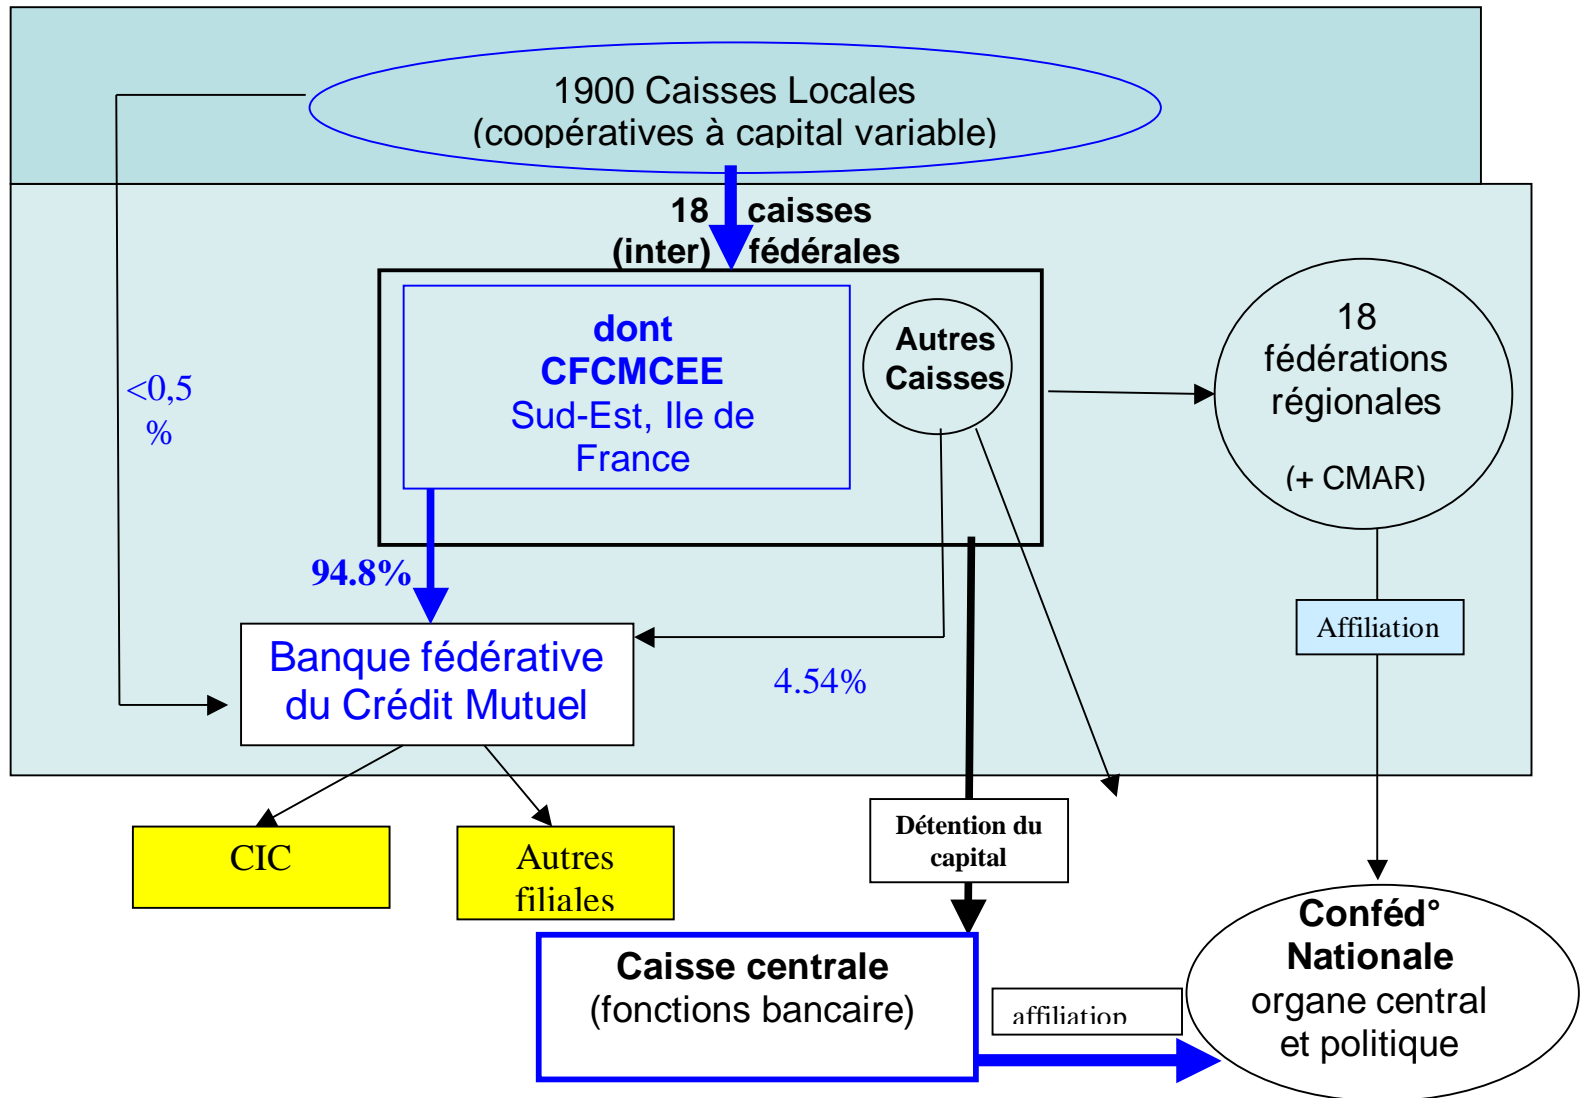 1900 Caisses Locales
(coopératives à capital variable)
18 caisses
(inter) fédérales
dont
CFCMCEE
Sud-Est, Ile de
France
Autres
Caisses
18
fédérations
régionales
(+ CMAR)
<0,5
%
94.8%
4.54%
Affiliation
Banque fédérative
du Crédit Mutuel
CIC
Autres
filiales
Détention du
capital
Caisse centrale
(fonctions bancaire)
affiliation
Conféd°
Nationale
organe central
et politique